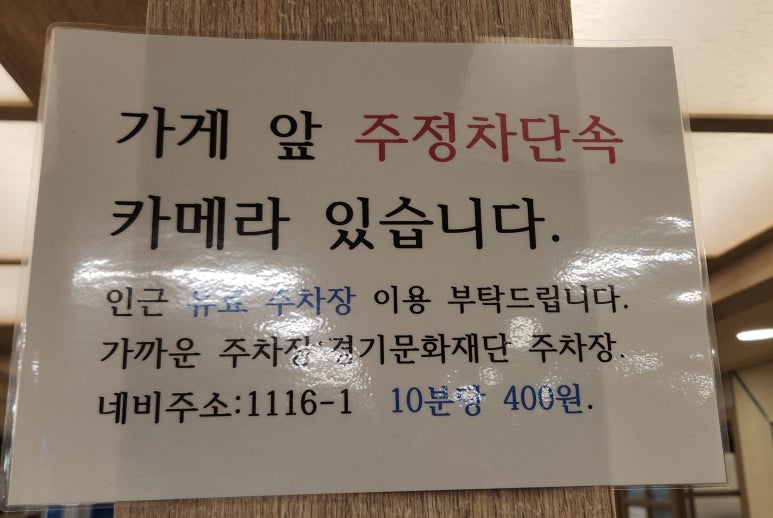 가게 앞 주정차단속
카메라 있습니다.
인근 유료 주차장 이용 부탁드립니다.
가까운 주차장:경기문화재단 주차장.
네비주소:1116-1 10분당 400원.